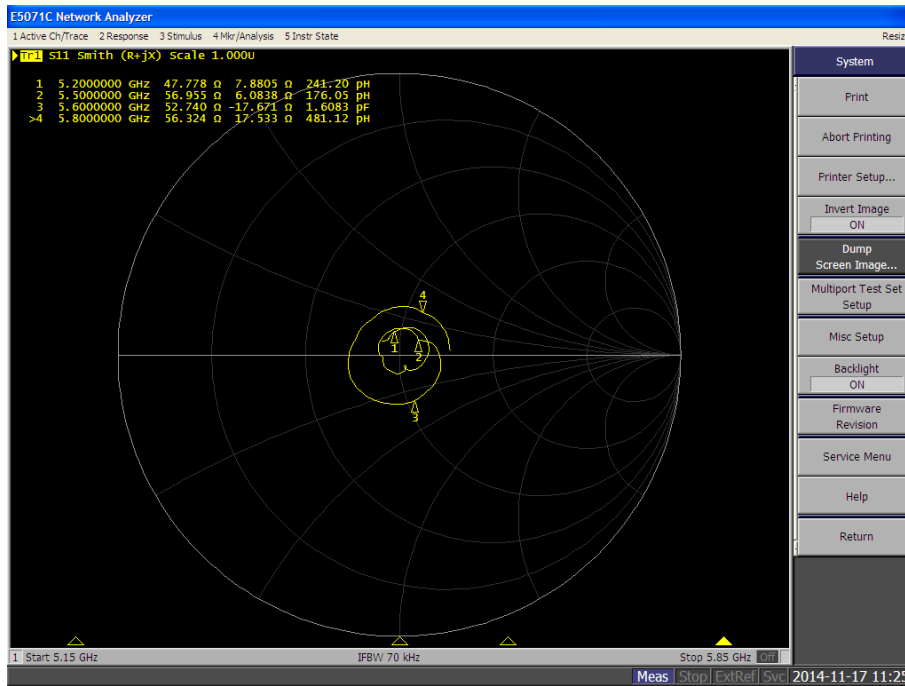 E5071C Network Analyzer
1 Active Ch/Trace 2 Response 3 Stimulus 4 Mkr/Analysis 5 Instr State
Tr1 S11 Smith (R+jX) Scale 1.000U
1 5.2000000 GHz 47.778 Ω 7.8805 Ω 241.20 pH
2 5.5000000 GHz 56.955 Ω 6.0838 Ω 176.05 pH
3 5.6000000 GHz 52.740 Ω -17.671 Ω 1.6083 pF
>4 5.8000000 GHz 56.324 Ω 17.533 Ω 481.12 pH
4
1
2
3
1 Start 5.15 GHz IFBW 70 kHz Stop 5.85 GHz Off
System
Print
Abort Printing
Printer Setup...
Invert Image
ON
Dump
Screen Image...
Multiport Test Set
Setup
Misc Setup
Backlight
ON
Firmware
Revision
Service Menu
Help
Return
Meas Stop ExtRef Svc 2014-11-17 11:25